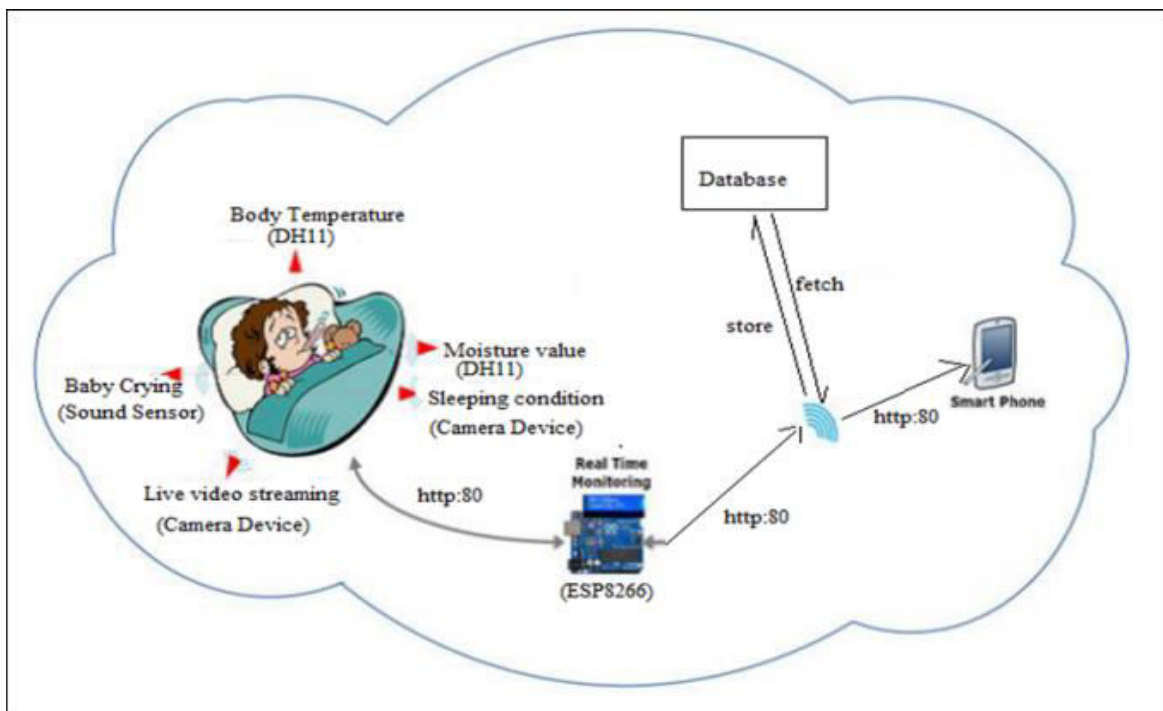 Database
Body Temperature
(DH11)
fetch
store
Moisture value
(DH11)
Baby Crying
(Sound Sensor)
Sleeping condition
(Camera Device)
Smart Phone
http:80
Real Time
Monitoring
Live video streaming
(Camera Device)
http:80
http:80
(ESP8266)